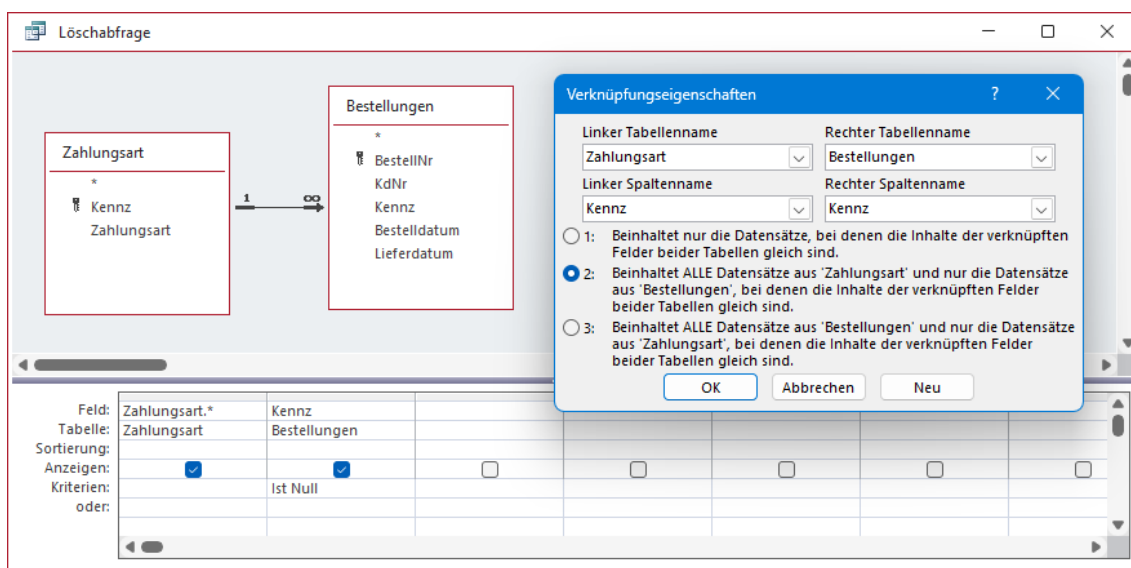 Löschabfrage
Zahlungsart
*
Kennz
Zahlungsart
1 ∞
Bestellungen
*
BestellNr
KdNr
Kennz
Bestelldatum
Lieferdatum
Verknüpfungseigenschaften ?
Linker Tabellenname Rechter Tabellenname
Zahlungsart Bestellungen
Linker Spaltenname Rechter Spaltenname
Kennz Kennz
1: Beinhaltet nur die Datensätze, bei denen die Inhalte der verknüpften
Felder beider Tabellen gleich sind.
2: Beinhaltet ALLE Datensätze aus 'Zahlungsart' und nur die Datensätze
aus 'Bestellungen', bei denen die Inhalte der verknüpften Felder
beider Tabellen gleich sind.
3: Beinhaltet ALLE Datensätze aus 'Bestellungen' und nur die Datensätze
aus 'Zahlungsart', bei denen die Inhalte der verknüpften Felder
beider Tabellen gleich sind.
OK Abbrechen Neu
Feld: Zahlungsart.* Kennz
Tabelle: Zahlungsart Bestellungen
Sortierung:
Anzeigen:
Kriterien: Ist Null
oder: